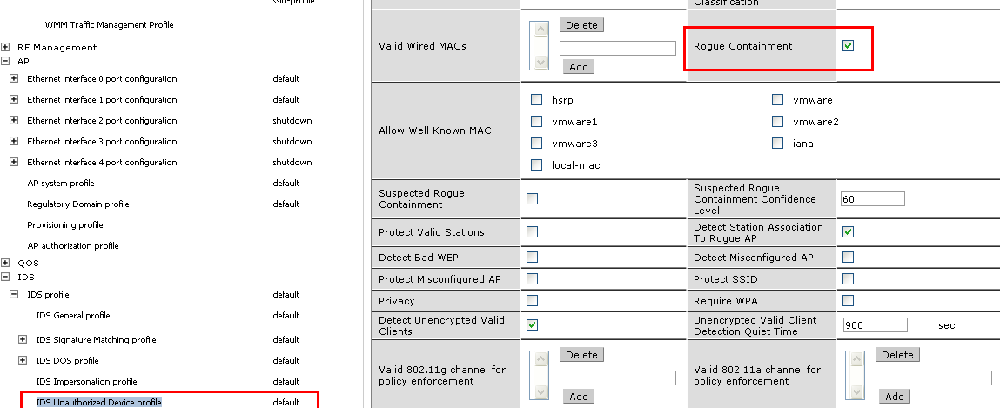 ssid-profile
WMM Traffic Management Profile
RF Management
AP
Ethernet interface 0 port configuration default
Ethernet interface 1 port configuration default
Ethernet interface 2 port configuration shutdown
Ethernet interface 3 port configuration shutdown
Ethernet interface 4 port configuration shutdown
AP system profile default
Regulatory Domain profile default
Provisioning profile
AP authorization profile
QOS
IDS
IDS profile default
IDS General profile default
IDS Signature Matching profile default
IDS DOS profile default
IDS Impersonation profile default
IDS Unauthorized Device profile default
Classification
Valid Wired MACs
Delete
Add
Rogue Containment
Allow Well Known MAC
hsrp vmware
vmware1 vmware2
vmware3 iana
local-mac
Suspected Rogue
Containment
Suspected Rogue
Containment Confidence
Level
60
Protect Valid Stations
Detect Station Association
To Rogue AP
Detect Bad WEP
Detect Misconfigured AP
Protect Misconfigured AP
Protect SSID
Privacy
Require WPA
Detect Unencrypted Valid
Clients
Unencrypted Valid Client
Detection Quiet Time
900 sec
Valid 802.11g channel for
policy enforcement
Delete
Add
Valid 802.11a channel for
policy enforcement
Delete
Add